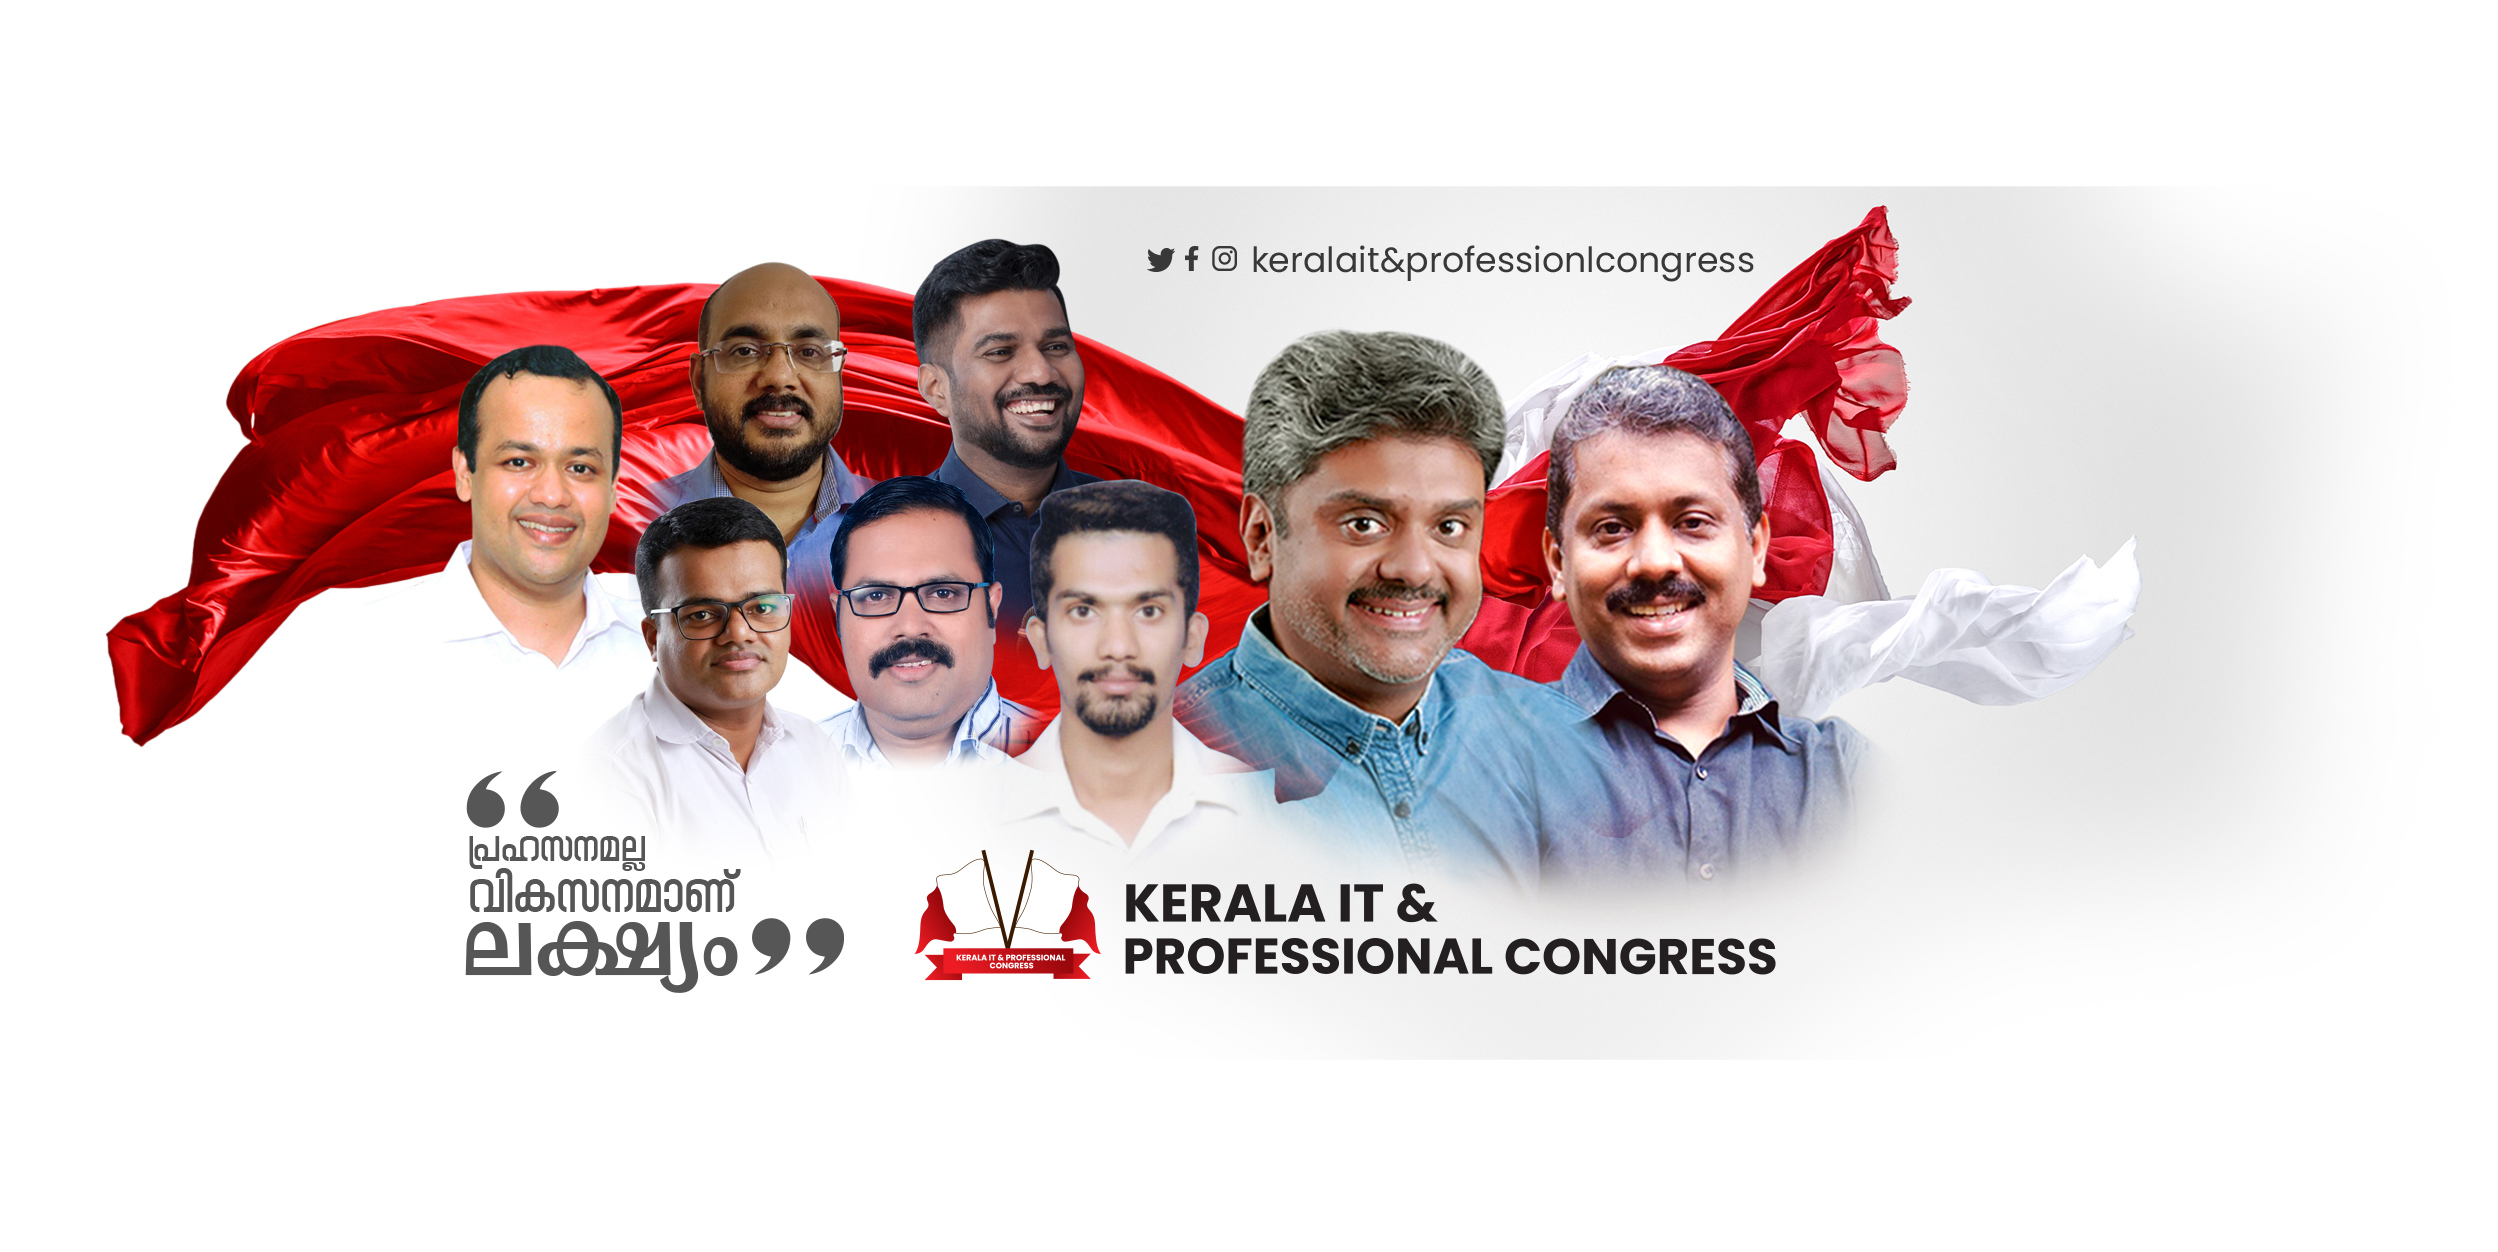 keralait&professionlcongress
“
പ്രഹസനമല്ല
വികസനമാണ്
ലക്ഷ്യം”
KERALA IT & PROFESSIONAL
CONGRESS
KERALA IT &
PROFESSIONAL CONGRESS